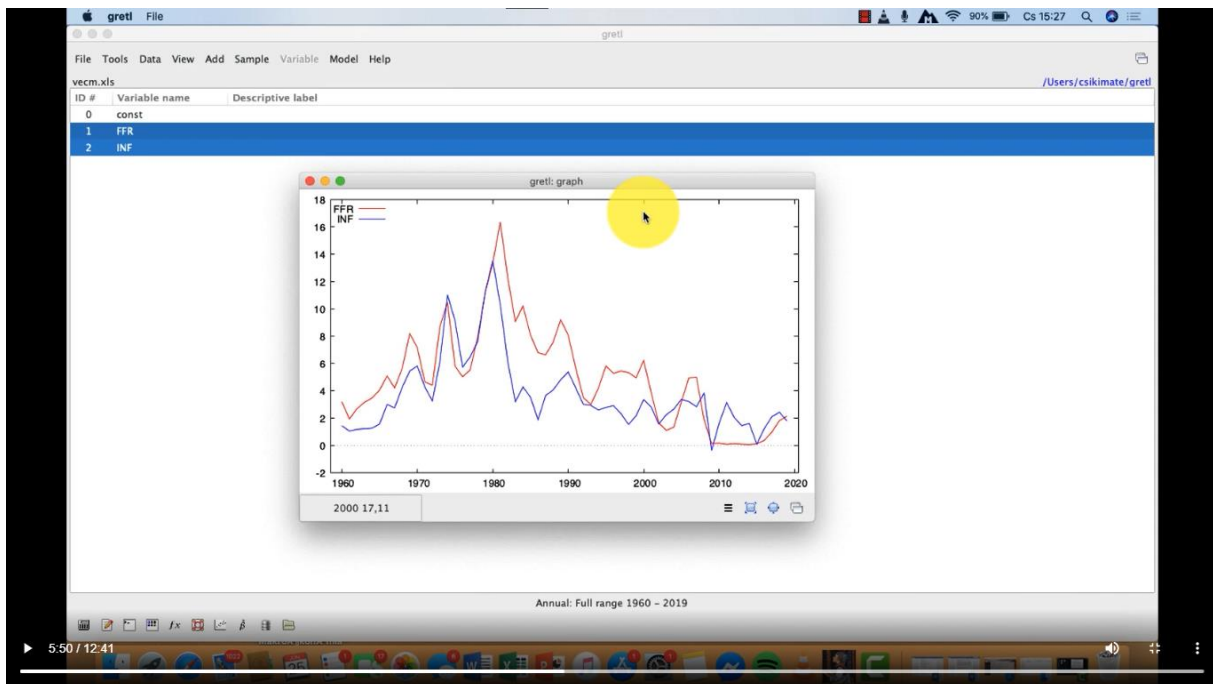 gretl File 90% Cs 15:27
gretl
File Tools Data View Add Sample Variable Model Help
vecm.xls /Users/csikimate/gretl
ID # Variable name Descriptive label
0 const
1 FFR
2 INF
gretl: graph
18
FFR
INF
16
14
12
10
8
6
4
2
0
-2
1960 1970 1980 1990 2000 2010 2020
2000 17,11
Annual: Full range 1960 – 2019
5:50 / 12:41